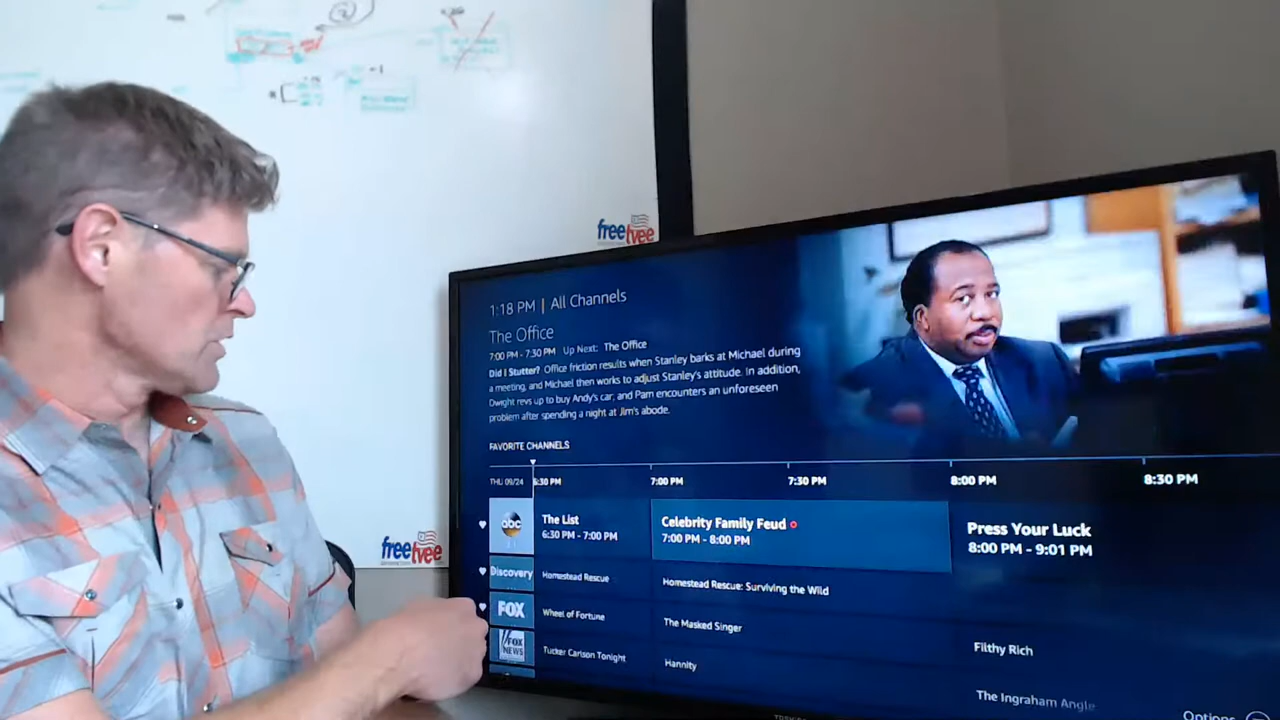 freetvee
1:18 PM | All Channels
The Office
7:00 PM - 7:30 PM Up Next: The Office
Did I Stutter? Office friction results when Stanley barks at Michael during
a meeting, and Michael then works to adjust Stanley's attitude. In addition,
Dwight revs up to buy Andy's car, and Pam encounters an unforeseen
problem after spending a night at Jim's abode.
FAVORITE CHANNELS
THU 09/24 6:30 PM 7:00 PM 7:30 PM 8:00 PM 8:30 PM
abc The List Celebrity Family Feud Press Your Luck
6:30 PM - 7:00 PM 7:00 PM - 8:00 PM 8:00 PM - 9:01 PM
freetvee
Discovery Homestead Rescue Homestead Rescue: Surviving the Wild
FOX Wheel of Fortune The Masked Singer Filthy Rich
FOX NEWS Tucker Carlson Tonight Hannity The Ingraham Angle
Options